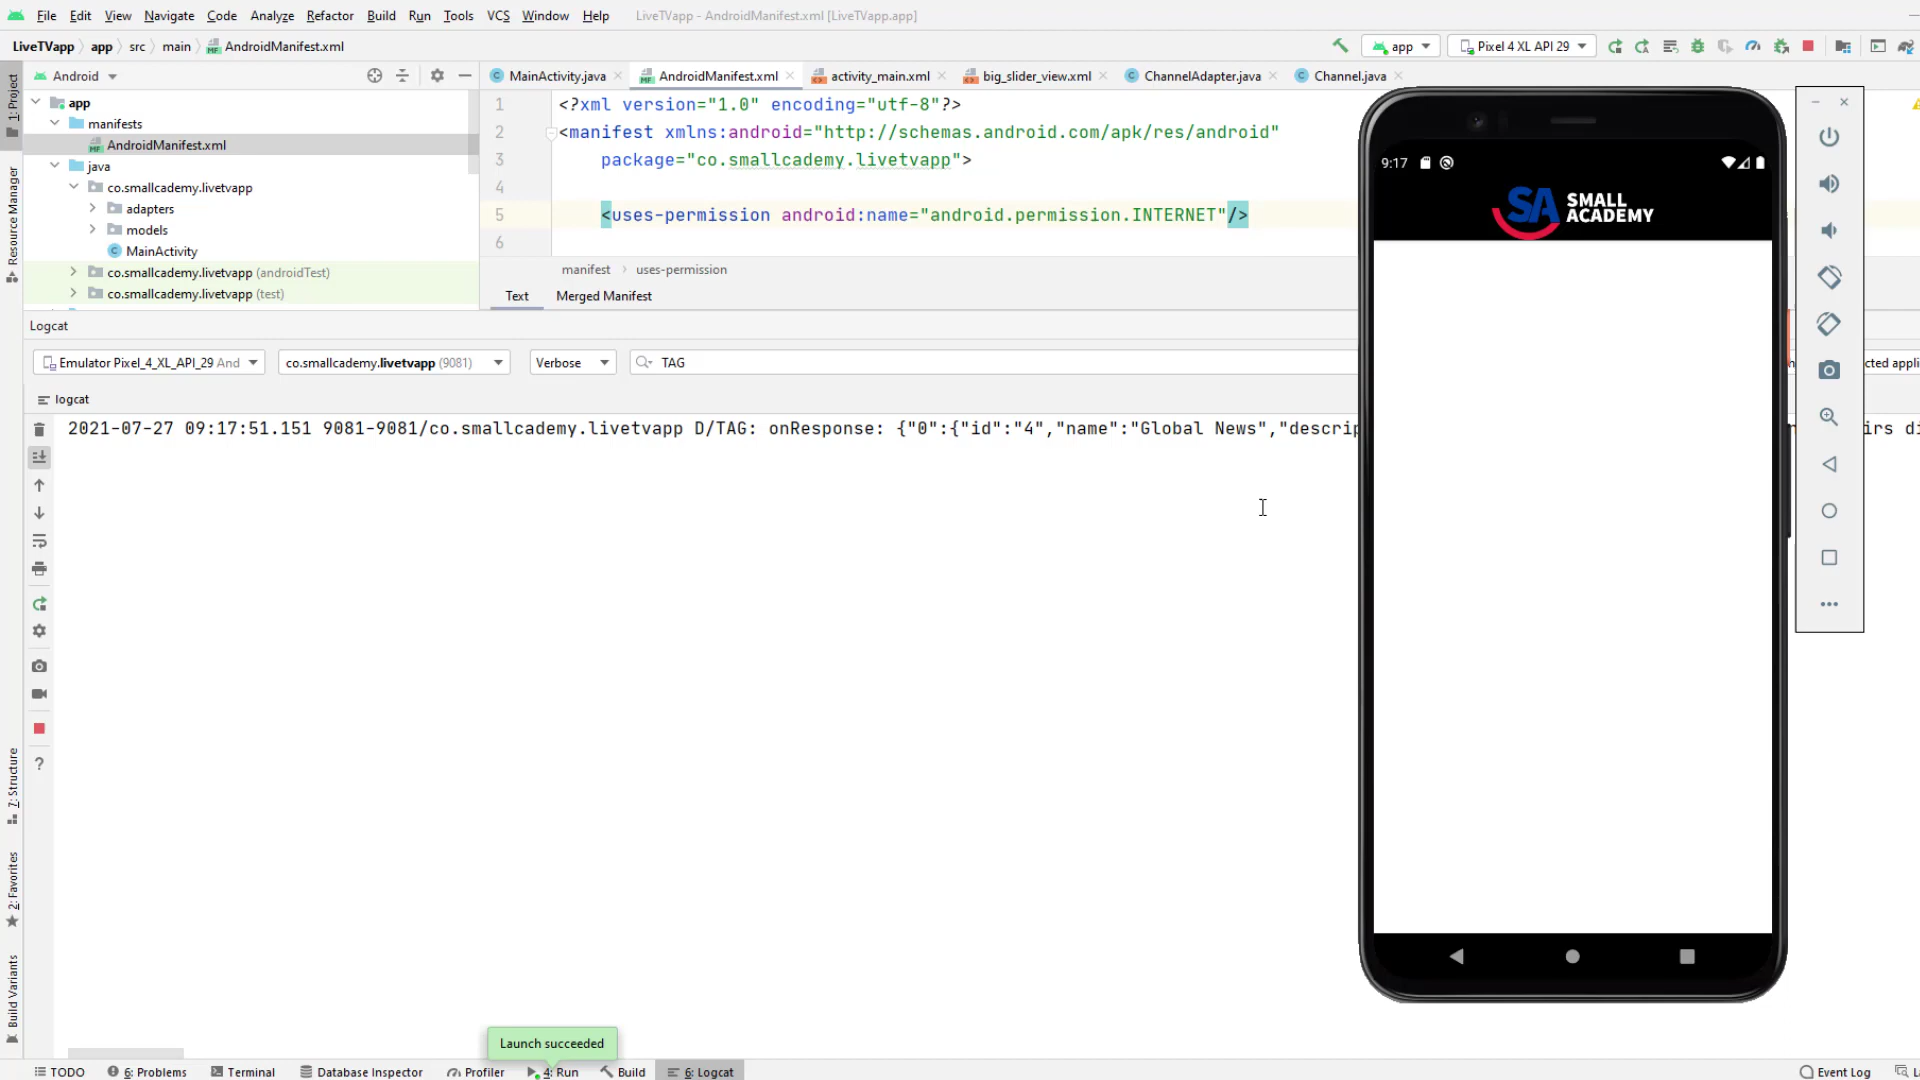 File Edit View Navigate Code Analyze Refactor Build Run Tools VCS Window Help LiveTVapp - AndroidManifest.xml [LiveTVapp.app]
LiveTVapp app src main AndroidManifest.xml app Pixel 4 XL API 29
Android MainActivity.java AndroidManifest.xml activity_main.xml big_slider_view.xml ChannelAdapter.java Channel.java
1: Project
Resource Manager
7: Structure
2: Favorites
Build Variants
app
manifests
AndroidManifest.xml
java
co.smallcademy.livetvapp
adapters
models
MainActivity
co.smallcademy.livetvapp (androidTest)
co.smallcademy.livetvapp (test)
1 <?xml version="1.0" encoding="utf-8"?>
2 <manifest xmlns:android="http://schemas.android.com/apk/res/android"
3 package="co.smallcademy.livetvapp">
4
5 <uses-permission android:name="android.permission.INTERNET"/>
6
manifest uses-permission
Text Merged Manifest
Logcat
Emulator Pixel_4_XL_API_29 And co.smallcademy.livetvapp (9081) Verbose TAG cted appli
logcat
2021-07-27 09:17:51.151 9081-9081/co.smallcademy.livetvapp D/TAG: onResponse: {"0":{"id":"4","name":"Global News","descrip irs di
9:17
SA SMALL
ACADEMY
Launch succeeded
TODO 6: Problems Terminal Database Inspector Profiler 4: Run Build 6: Logcat Event Log